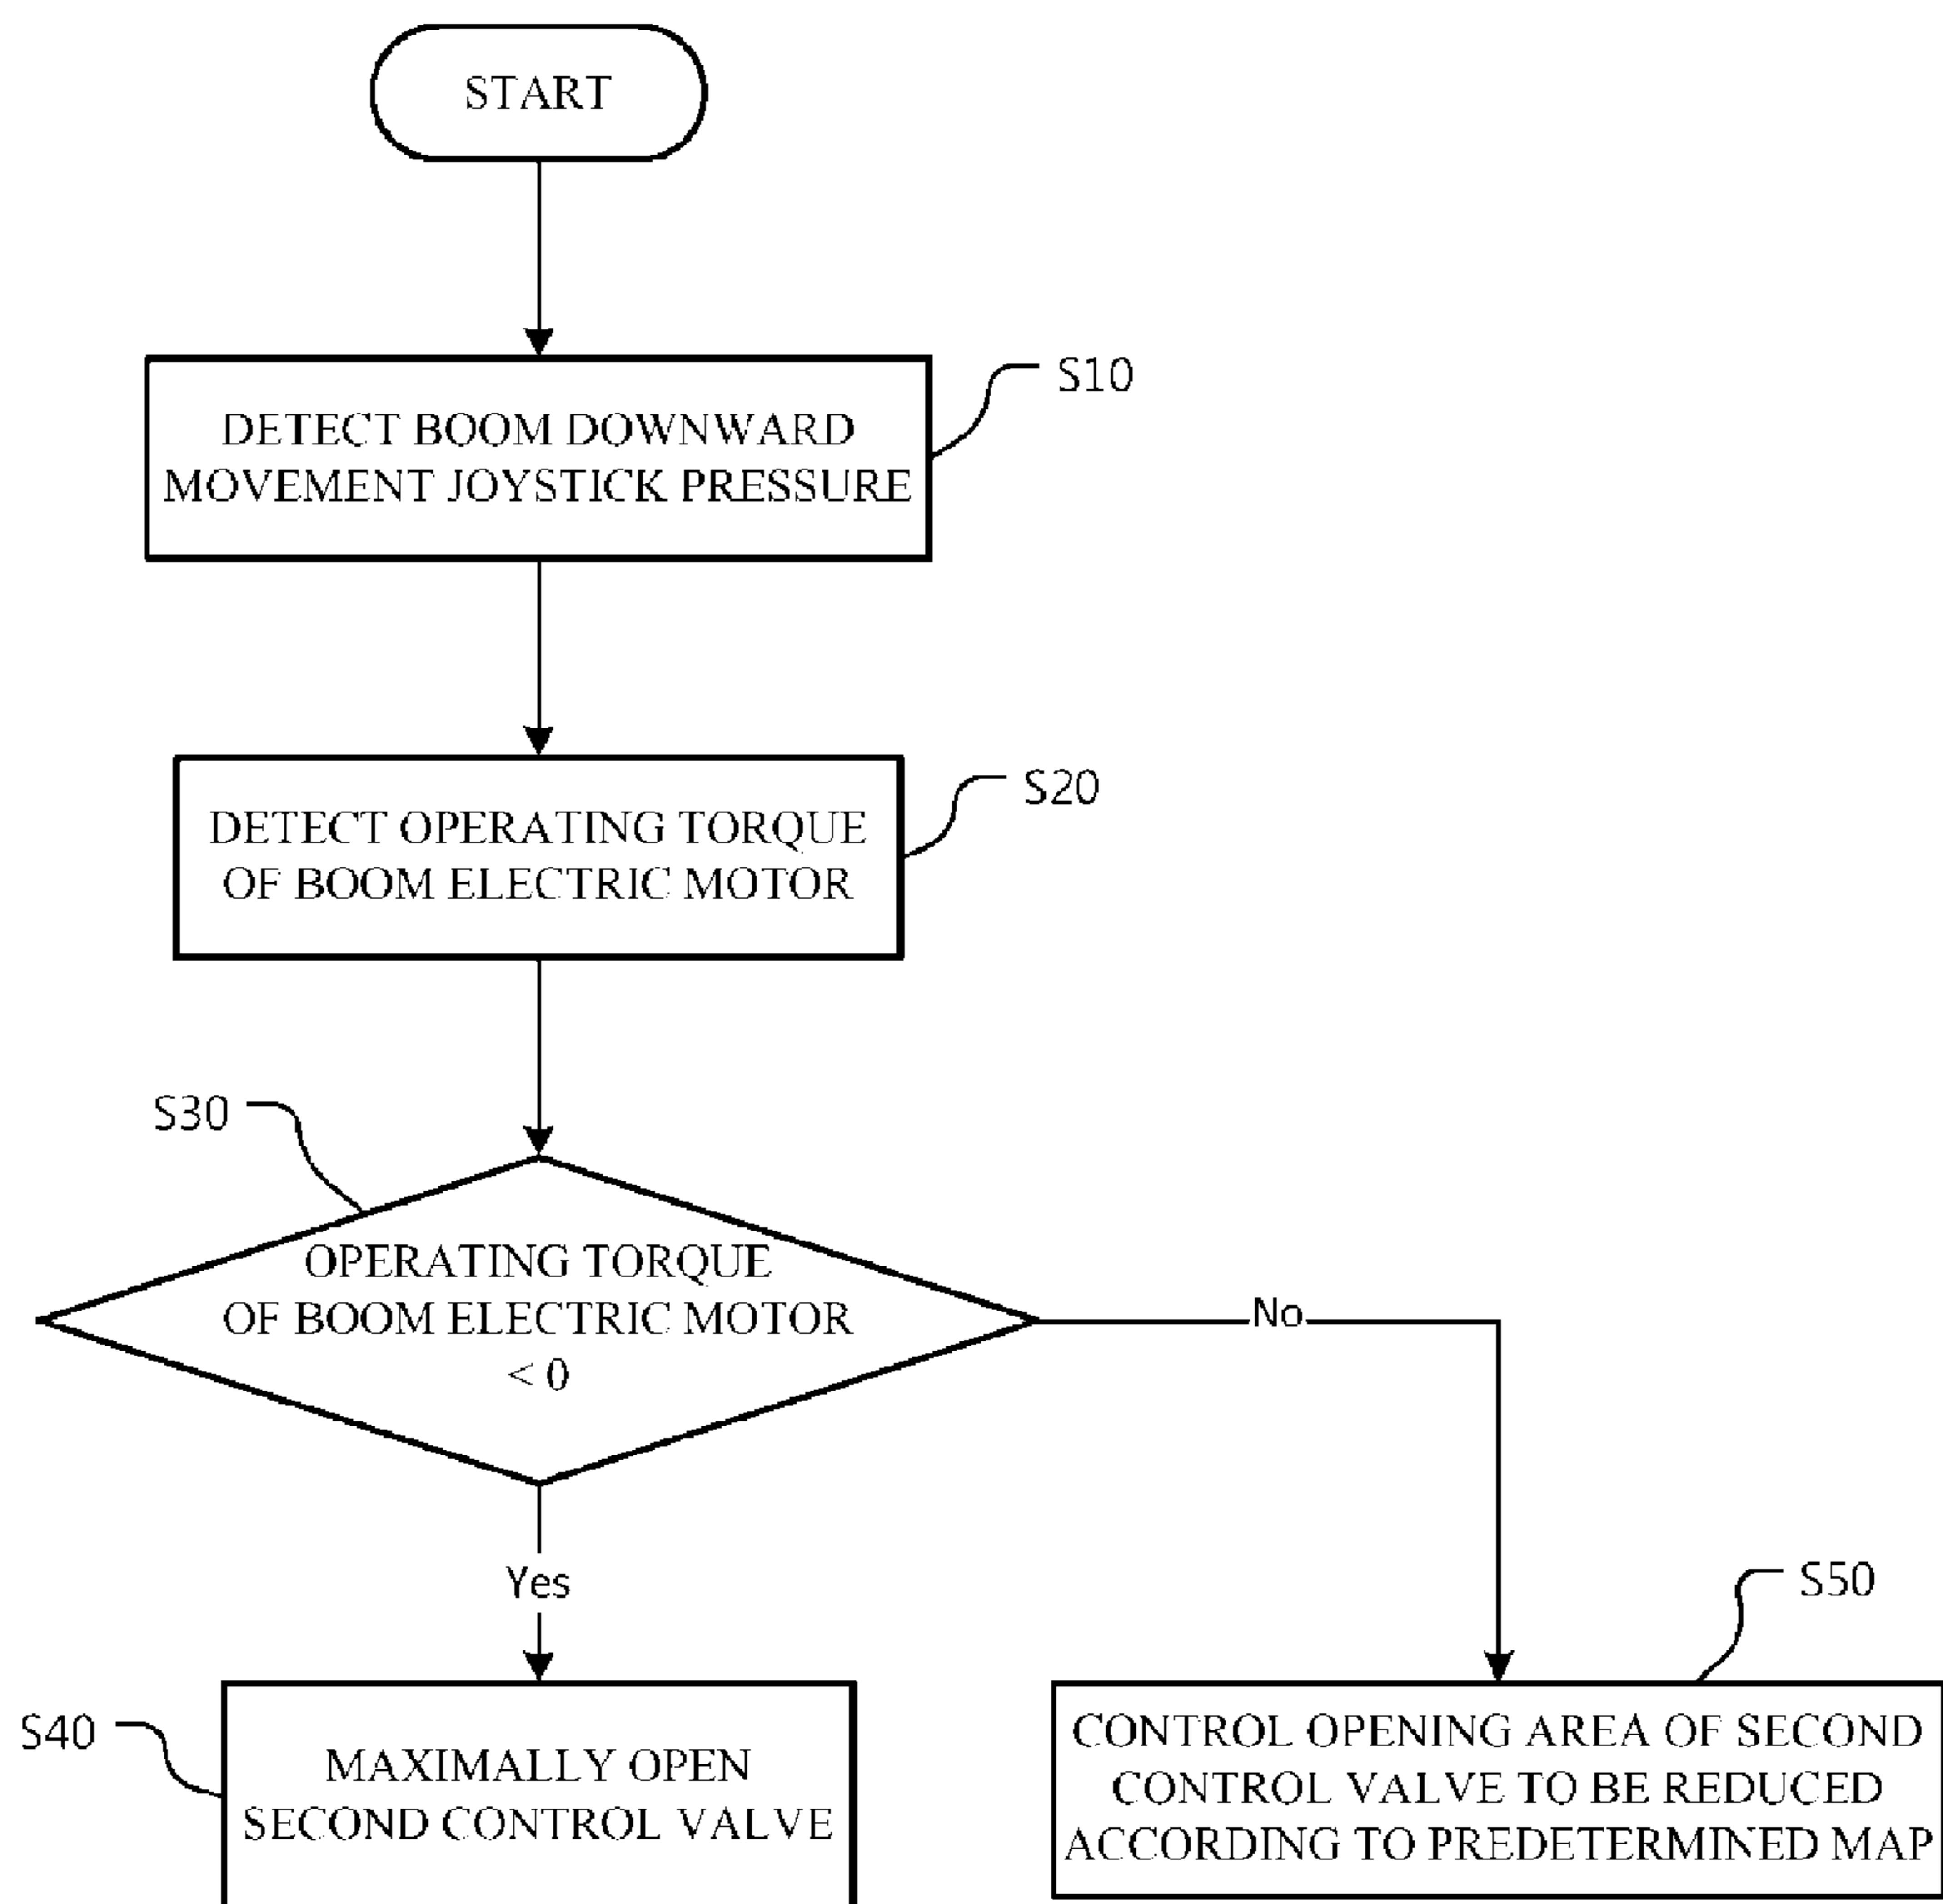 START
DETECT BOOM DOWNWARD
MOVEMENT JOYSTICK PRESSURE
S10
DETECT OPERATING TORQUE
OF BOOM ELECTRIC MOTOR
S20
S30
OPERATING TORQUE
OF BOOM ELECTRIC MOTOR
< 0
No
Yes
S40
MAXIMALLY OPEN
SECOND CONTROL VALVE
S50
CONTROL OPENING AREA OF SECOND
CONTROL VALVE TO BE REDUCED
ACCORDING TO PREDETERMINED MAP